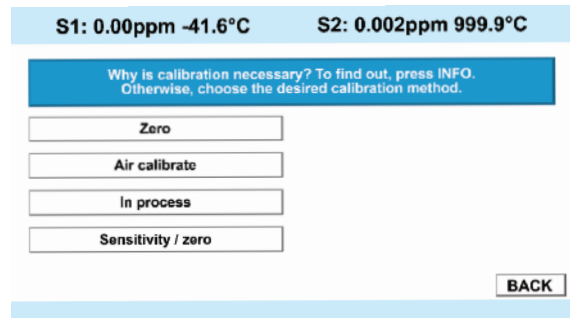 S1: 0.00ppm -41.6°C S2: 0.002ppm 999.9°C
Why is calibration necessary? To find out, press INFO.
Otherwise, choose the desired calibration method.
Zero
Air calibrate
In process
Sensitivity / zero
BACK